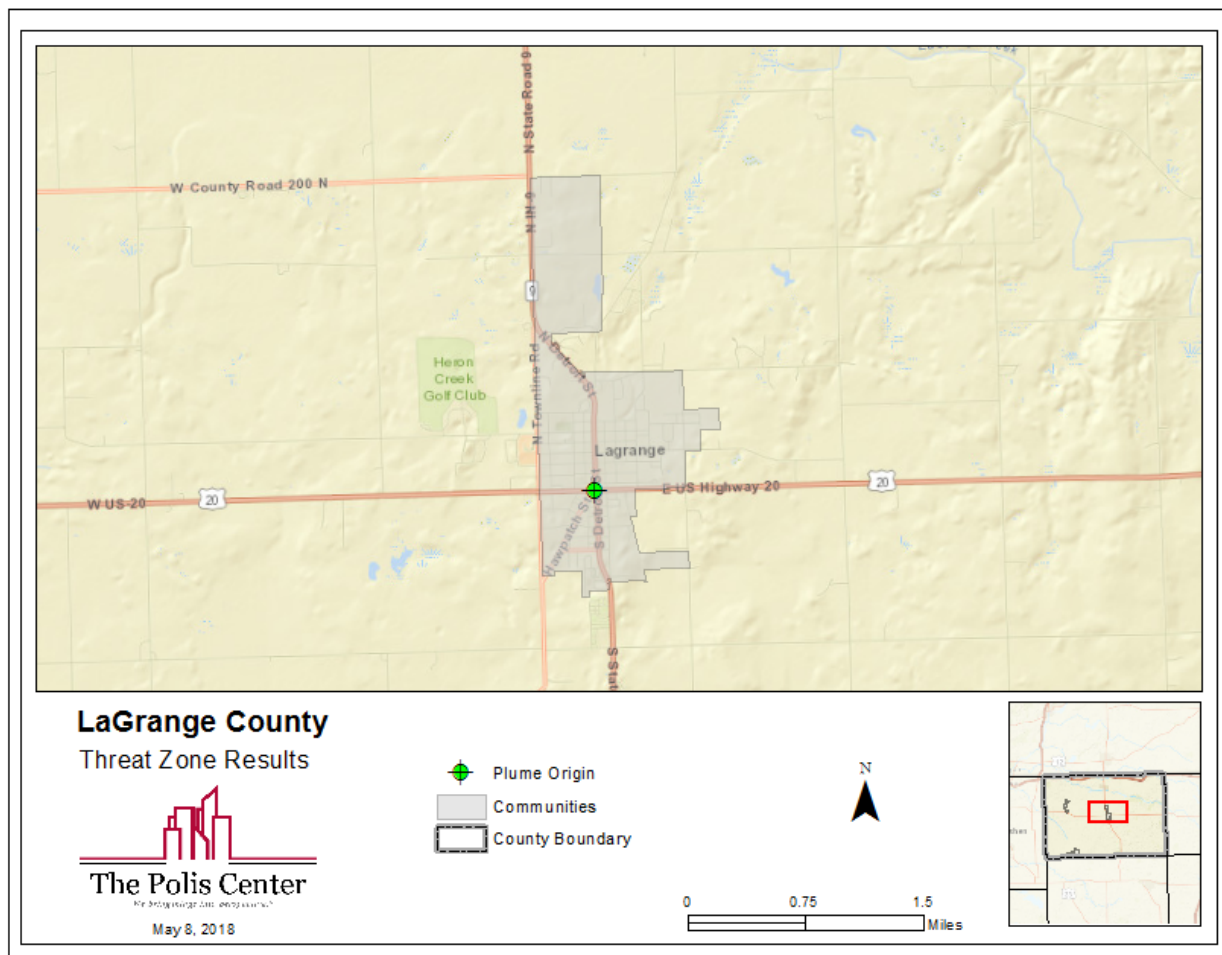 N State Road 9
W County Road 200 N
N IN 9
9
N Detroit St
N Townline Rd
Heron
Creek
Golf Club
Lagrange
W US 20
20
E US Highway 20
20
Hawpatch St
S Detroit St
S Stat
LaGrange County
Threat Zone Results
The Polis Center
May 8, 2018
Plume Origin
Communities
County Boundary
N
0
0.75
1.5
Miles